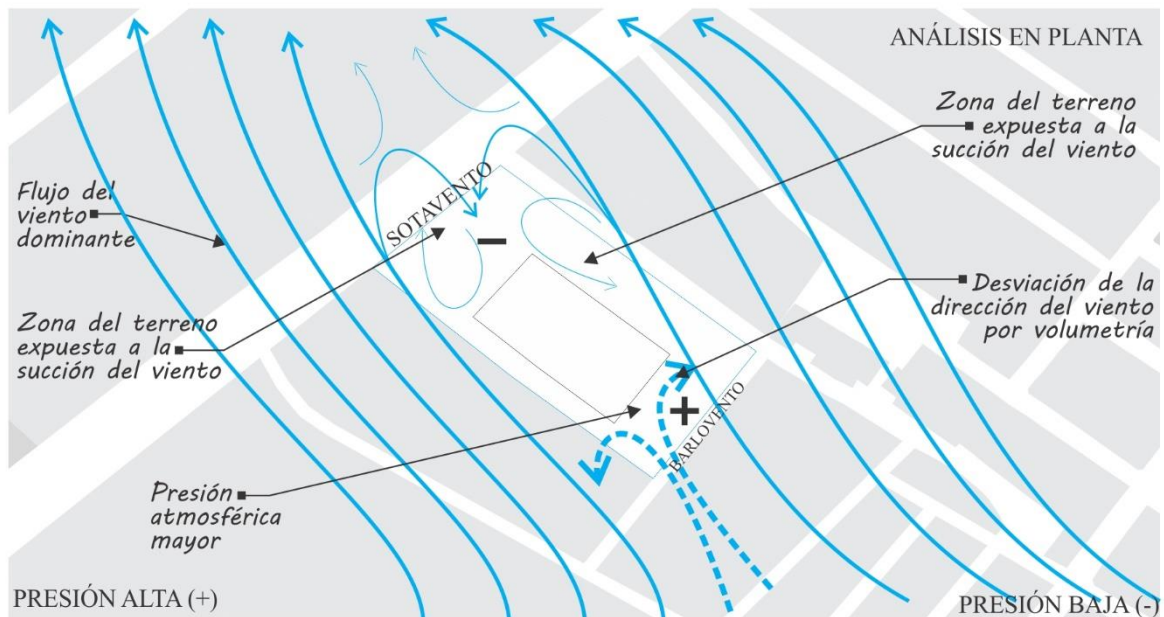 ANÁLISIS EN PLANTA
Zona del terreno
expuesta a la
succión del viento
Flujo del
viento
dominante
SOTAVENTO
−
Desviación de la
dirección del viento
por volumetría
Zona del terreno
expuesta a la
succión del viento
+
BARLOVENTO
Presión
atmosférica
mayor
PRESIÓN ALTA (+)
PRESIÓN BAJA (-)